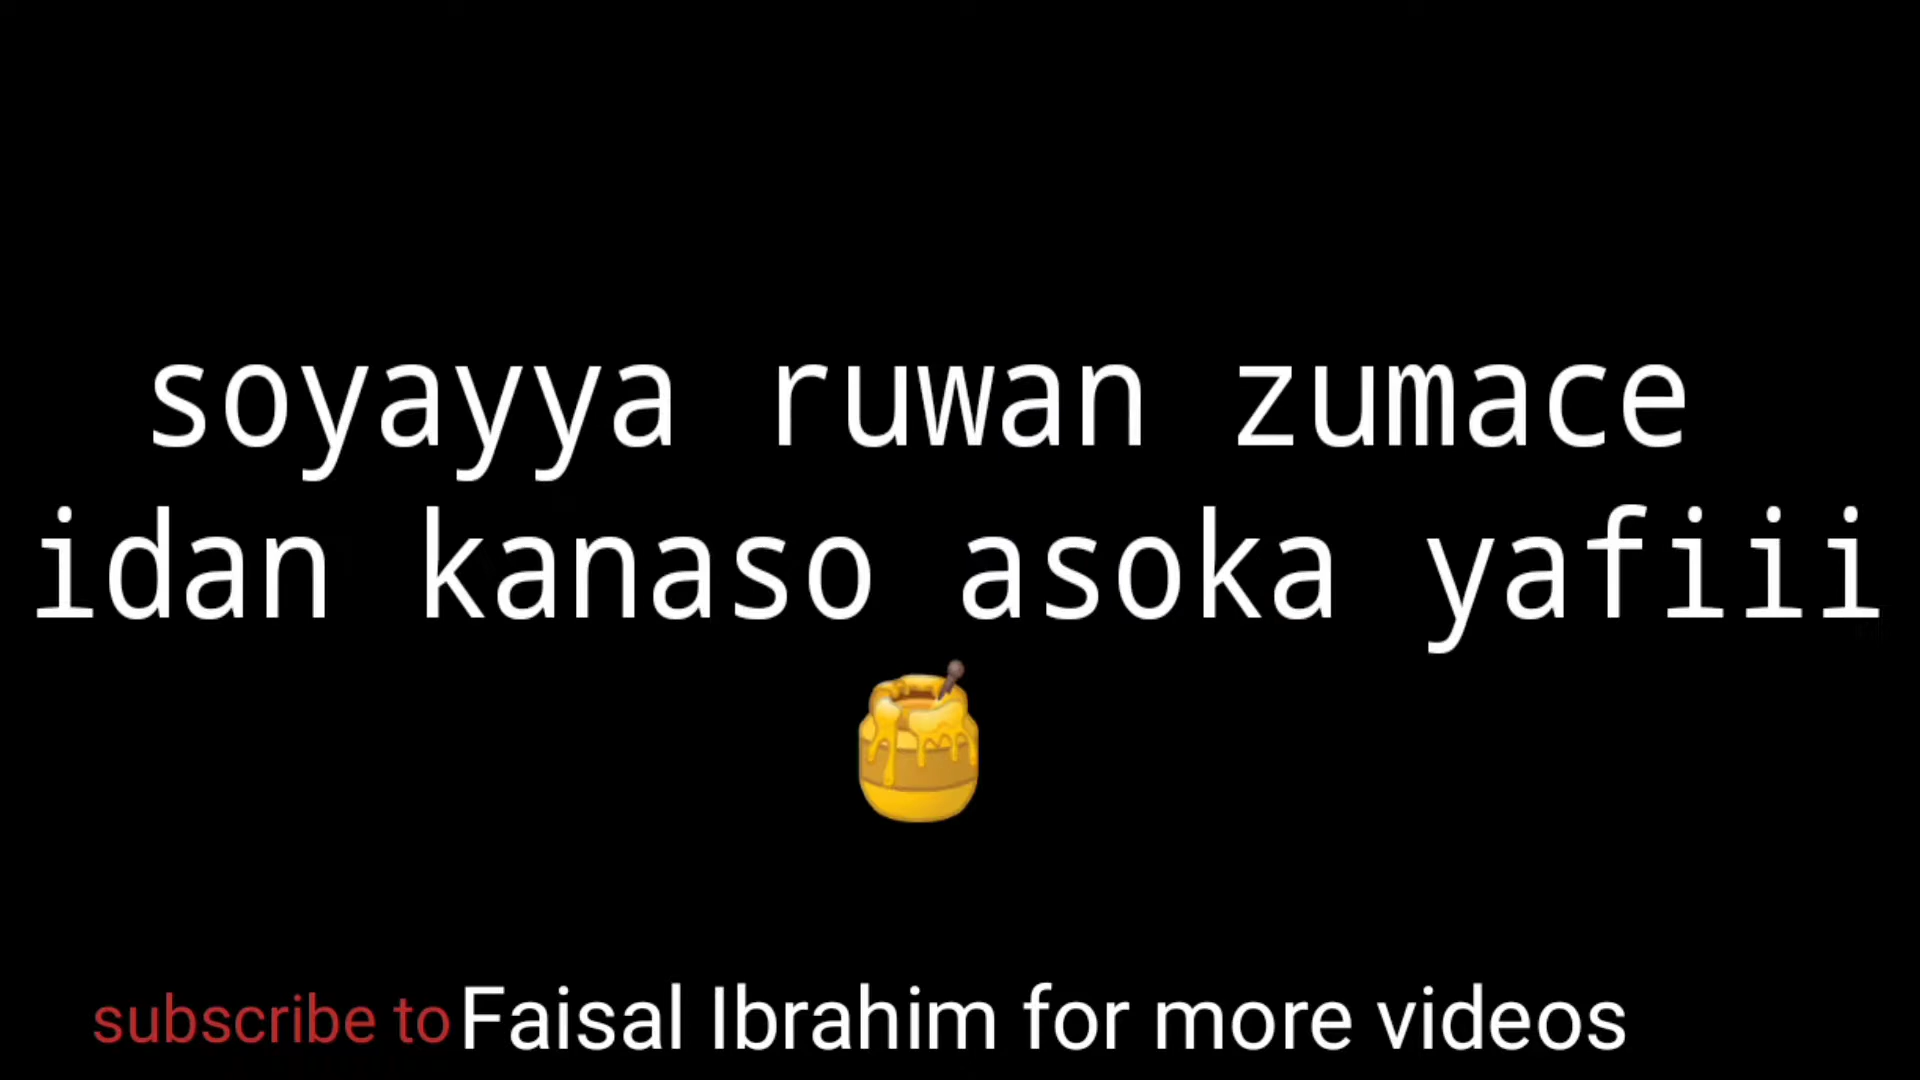 soyayya ruwan zumace
idan kanaso asoka yafiii
🍯
subscribe to Faisal Ibrahim for more videos